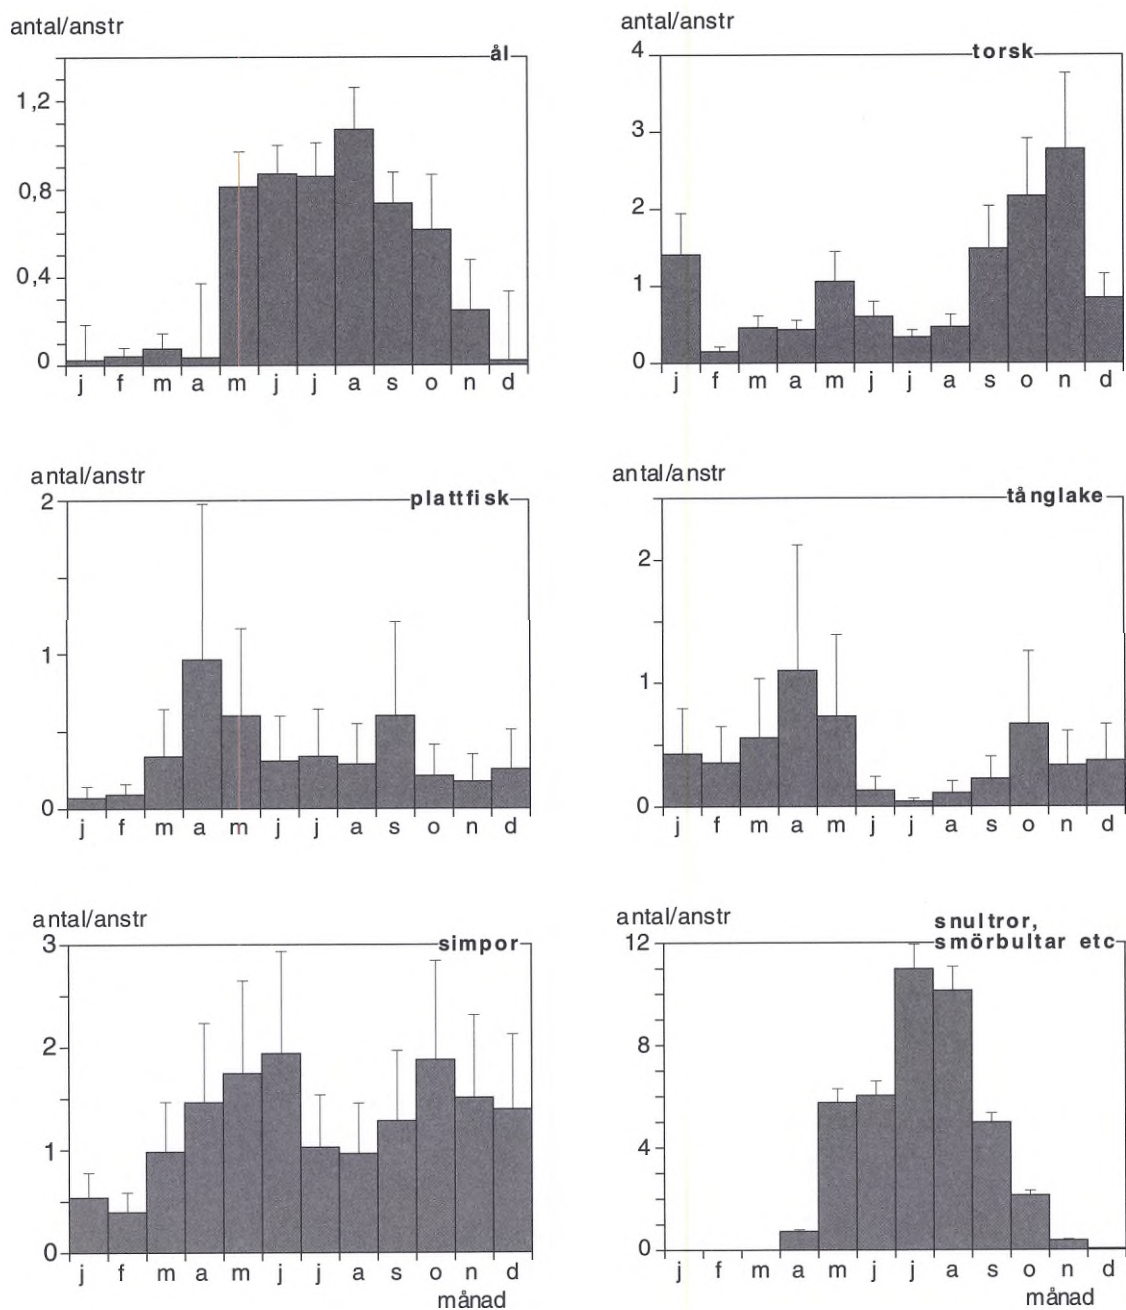 antal/anstr
ål
1,2
0,8
0,4
0
j f m a m j j a s o n d
antal/anstr
torsk
4
3
2
1
0
j f m a m j j a s o n d
antal/anstr
plattfisk
2
1
0
j f m a m j j a s o n d
antal/anstr
tånglake
2
1
0
j f m a m j j a s o n d
antal/anstr
simpor
3
2
1
0
j f m a m j j a s o n d
månad
antal/anstr
snultror,
smörbultar etc
12
8
4
0
j f m a m j j a s o n d
månad